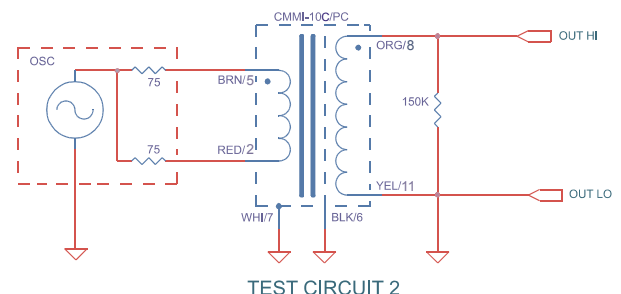 CMMI-10C/PC
OSC
ORG/8
OUT HI
BRN/5
75
150K
75
RED/2
YEL/11
OUT LO
WHI/7
BLK/6
TEST CIRCUIT 2